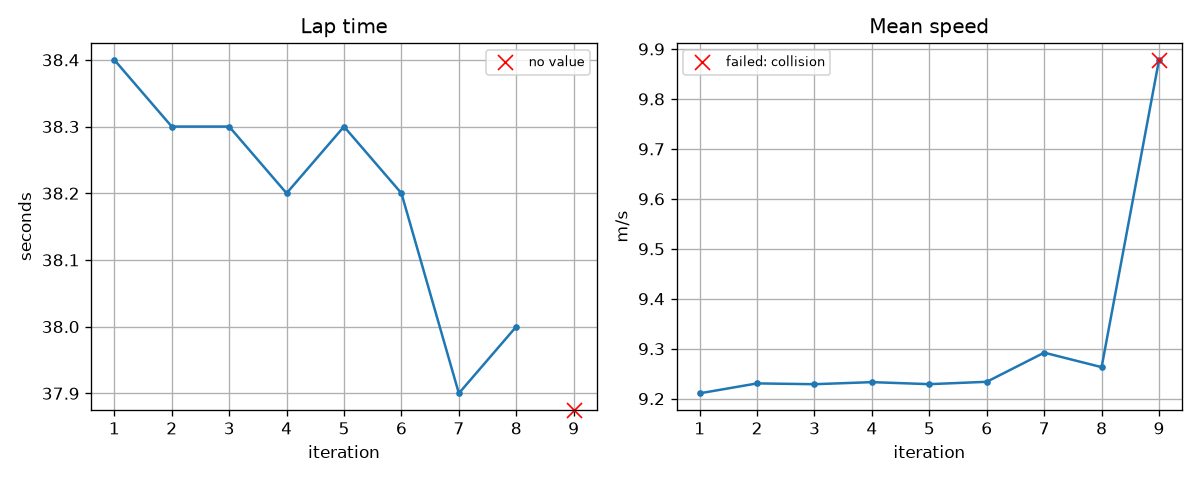 Lap time
no value
seconds
38.4
38.3
38.2
38.1
38.0
37.9
1 2 3 4 5 6 7 8 9
iteration
Mean speed
failed: collision
m/s
9.9
9.8
9.7
9.6
9.5
9.4
9.3
9.2
1 2 3 4 5 6 7 8 9
iteration